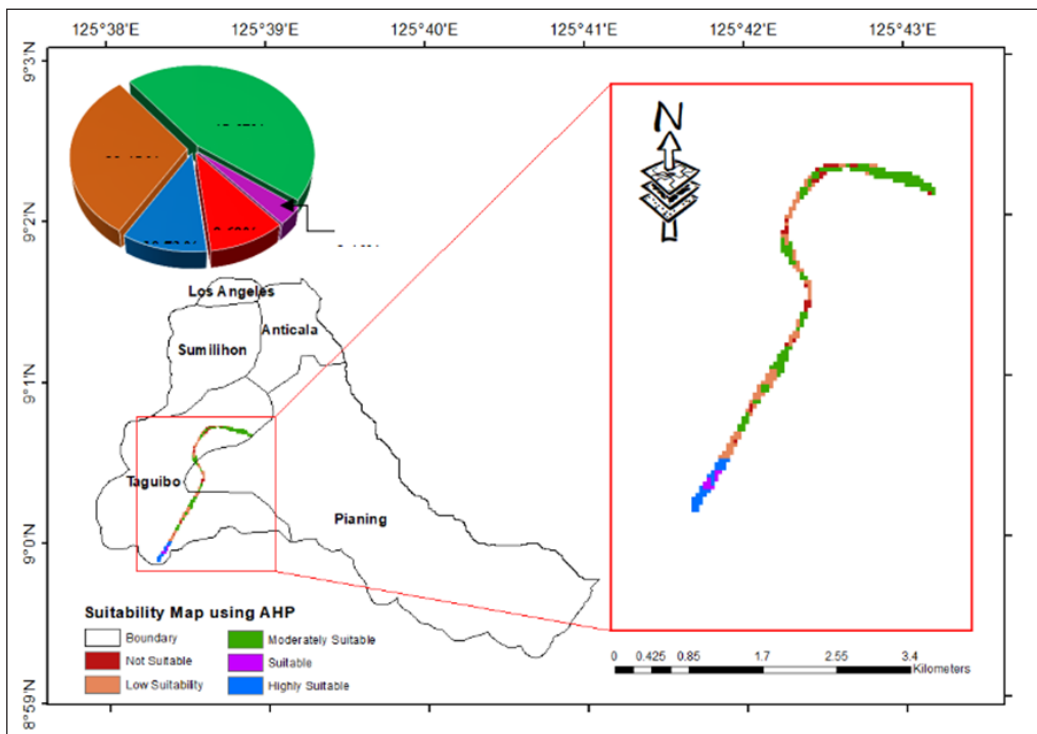 125°38'E 125°39'E 125°40'E 125°41'E 125°42'E 125°43'E
9°3'N
9°2'N
9°1'N
9°0'N
8°59'N
N
Los Angeles
Anticala
Sumilihon
Taguibo
Pianing
Suitability Map using AHP
Boundary
Not Suitable
Low Suitability
Moderately Suitable
Suitable
Highly Suitable
0 0.425 0.85 1.7 2.55 3.4
Kilometers